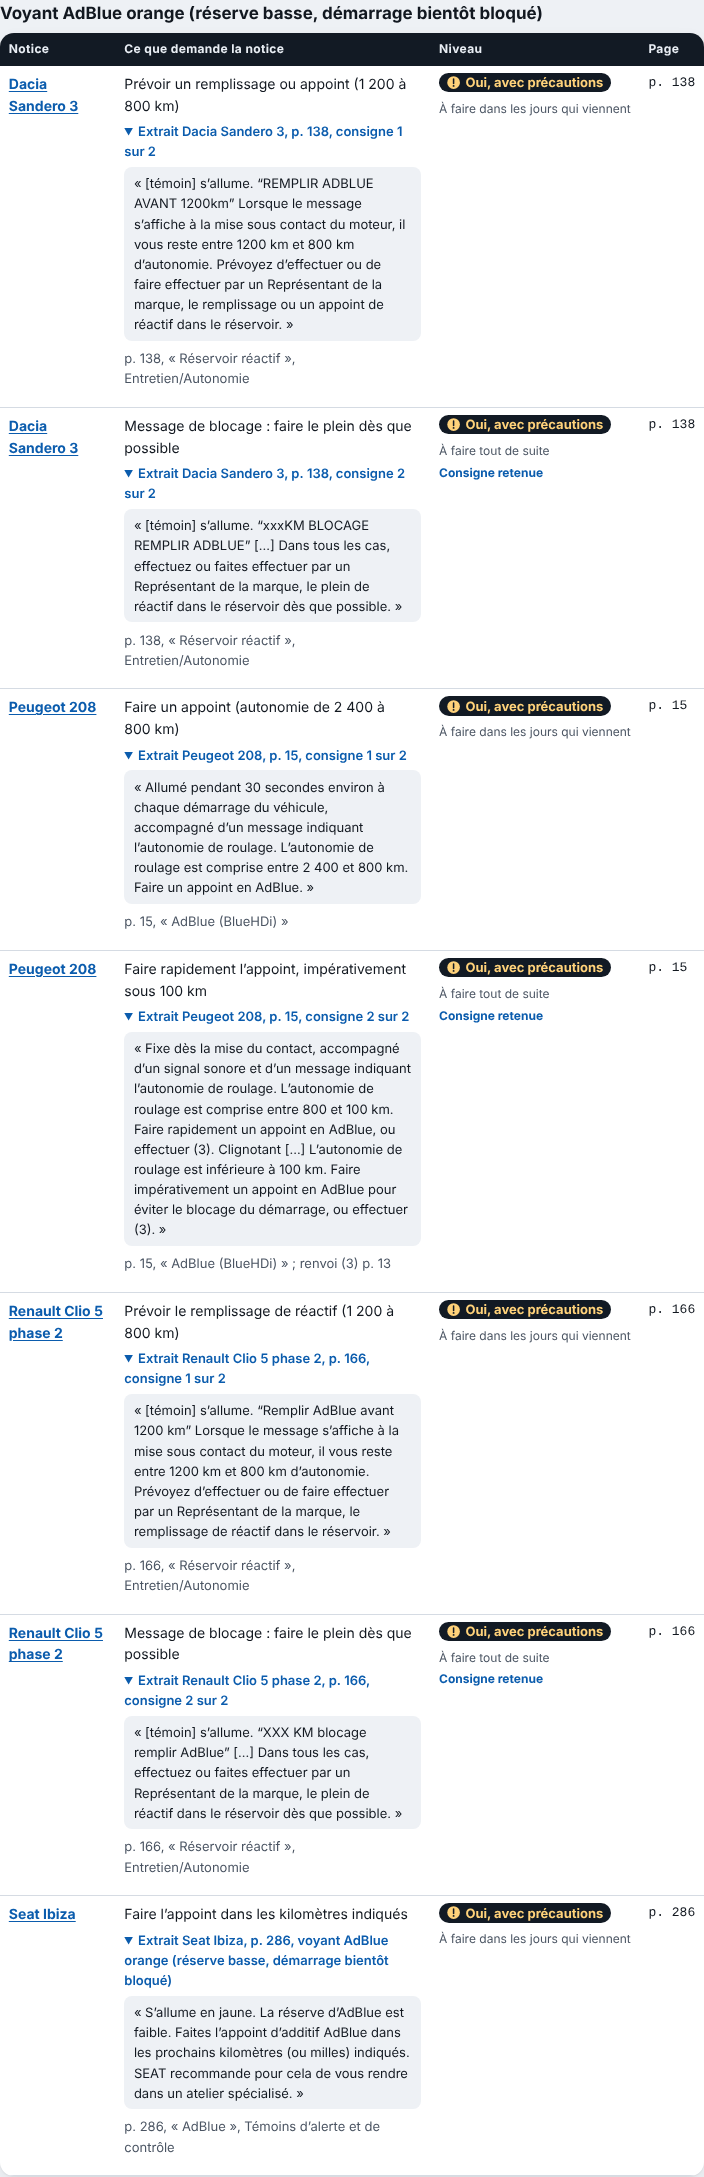 Voyant AdBlue orange (réserve basse, démarrage bientôt bloqué)
Notice Ce que demande la notice Niveau Page
Dacia
Sandero 3
Prévoir un remplissage ou appoint (1 200 à
800 km)
▼ Extrait Dacia Sandero 3, p. 138, consigne 1
sur 2
« [témoin] s’allume. “REMPLIR ADBLUE
AVANT 1200km” Lorsque le message
s’affiche à la mise sous contact du moteur, il
vous reste entre 1200 km et 800 km
d’autonomie. Prévoyez d’effectuer ou de
faire effectuer par un Représentant de la
marque, le remplissage ou un appoint de
réactif dans le réservoir. »
p. 138, « Réservoir réactif »,
Entretien/Autonomie
! Oui, avec précautions
À faire dans les jours qui viennent
p. 138
Dacia
Sandero 3
Message de blocage : faire le plein dès que
possible
▼ Extrait Dacia Sandero 3, p. 138, consigne 2
sur 2
« [témoin] s’allume. “xxxKM BLOCAGE
REMPLIR ADBLUE” [...] Dans tous les cas,
effectuez ou faites effectuer par un
Représentant de la marque, le plein de
réactif dans le réservoir dès que possible. »
p. 138, « Réservoir réactif »,
Entretien/Autonomie
! Oui, avec précautions
À faire tout de suite
Consigne retenue
p. 138
Peugeot 208
Faire un appoint (autonomie de 2 400 à
800 km)
▼ Extrait Peugeot 208, p. 15, consigne 1 sur 2
« Allumé pendant 30 secondes environ à
chaque démarrage du véhicule,
accompagné d’un message indiquant
l’autonomie de roulage. L’autonomie de
roulage est comprise entre 2 400 et 800 km.
Faire un appoint en AdBlue. »
p. 15, « AdBlue (BlueHDi) »
! Oui, avec précautions
À faire dans les jours qui viennent
p. 15
Peugeot 208
Faire rapidement l’appoint, impérativement
sous 100 km
▼ Extrait Peugeot 208, p. 15, consigne 2 sur 2
« Fixe dès la mise du contact, accompagné
d’un signal sonore et d’un message indiquant
l’autonomie de roulage. L’autonomie de
roulage est comprise entre 800 et 100 km.
Faire rapidement un appoint en AdBlue, ou
effectuer (3). Clignotant [...] L’autonomie de
roulage est inférieure à 100 km. Faire
impérativement un appoint en AdBlue pour
éviter le blocage du démarrage, ou effectuer
(3). »
p. 15, « AdBlue (BlueHDi) » ; renvoi (3) p. 13
! Oui, avec précautions
À faire tout de suite
Consigne retenue
p. 15
Renault Clio 5
phase 2
Prévoir le remplissage de réactif (1 200 à
800 km)
▼ Extrait Renault Clio 5 phase 2, p. 166,
consigne 1 sur 2
« [témoin] s’allume. “Remplir AdBlue avant
1200 km” Lorsque le message s’affiche à la
mise sous contact du moteur, il vous reste
entre 1200 km et 800 km d’autonomie.
Prévoyez d’effectuer ou de faire effectuer
par un Représentant de la marque, le
remplissage de réactif dans le réservoir. »
p. 166, « Réservoir réactif »,
Entretien/Autonomie
! Oui, avec précautions
À faire dans les jours qui viennent
p. 166
Renault Clio 5
phase 2
Message de blocage : faire le plein dès que
possible
▼ Extrait Renault Clio 5 phase 2, p. 166,
consigne 2 sur 2
« [témoin] s’allume. “XXX KM blocage
remplir AdBlue” [...] Dans tous les cas,
effectuez ou faites effectuer par un
Représentant de la marque, le plein de
réactif dans le réservoir dès que possible. »
p. 166, « Réservoir réactif »,
Entretien/Autonomie
! Oui, avec précautions
À faire tout de suite
Consigne retenue
p. 166
Seat Ibiza
Faire l’appoint dans les kilomètres indiqués
▼ Extrait Seat Ibiza, p. 286, voyant AdBlue
orange (réserve basse, démarrage bientôt
bloqué)
« S’allume en jaune. La réserve d’AdBlue est
faible. Faites l’appoint d’additif AdBlue dans
les prochains kilomètres (ou milles) indiqués.
SEAT recommande pour cela de vous rendre
dans un atelier spécialisé. »
p. 286, « AdBlue », Témoins d’alerte et de
contrôle
! Oui, avec précautions
À faire dans les jours qui viennent
p. 286